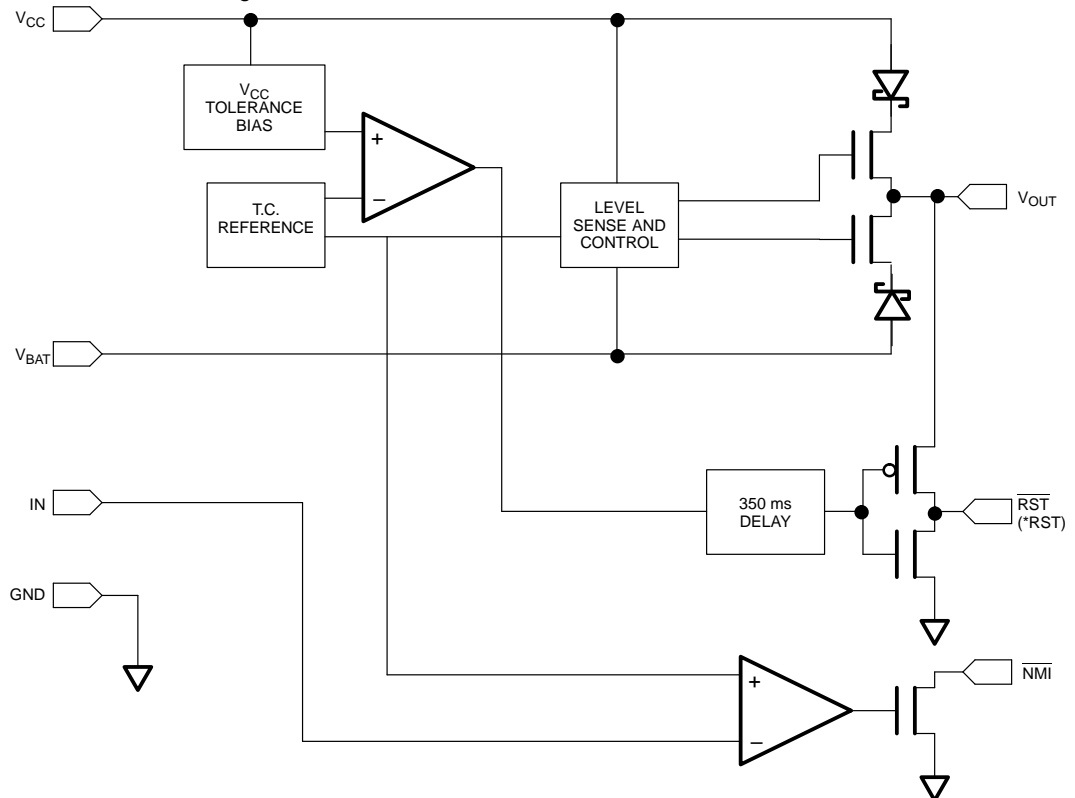 VCC
VCC
TOLERANCE
BIAS
+
−
T.C.
REFERENCE
LEVEL
SENSE AND
CONTROL
VOUT
VBAT
IN
350 ms
DELAY
RST
(*RST)
GND
+
−
NMI